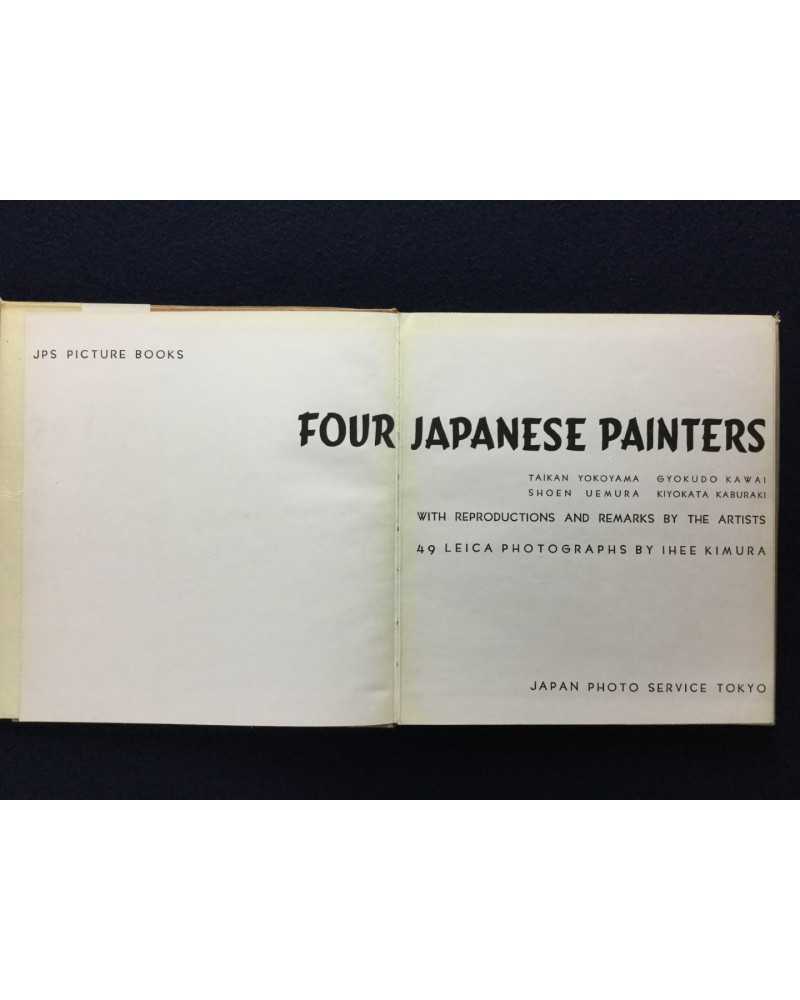 JPS PICTURE BOOKS
FOUR JAPANESE PAINTERS
TAIKAN YOKOYAMA GYOKUDO KAWAI
SHOEN UEMURA KIYOKATA KABURAKI
WITH REPRODUCTIONS AND REMARKS BY THE ARTISTS
49 LEICA PHOTOGRAPHS BY IHEE KIMURA
JAPAN PHOTO SERVICE TOKYO